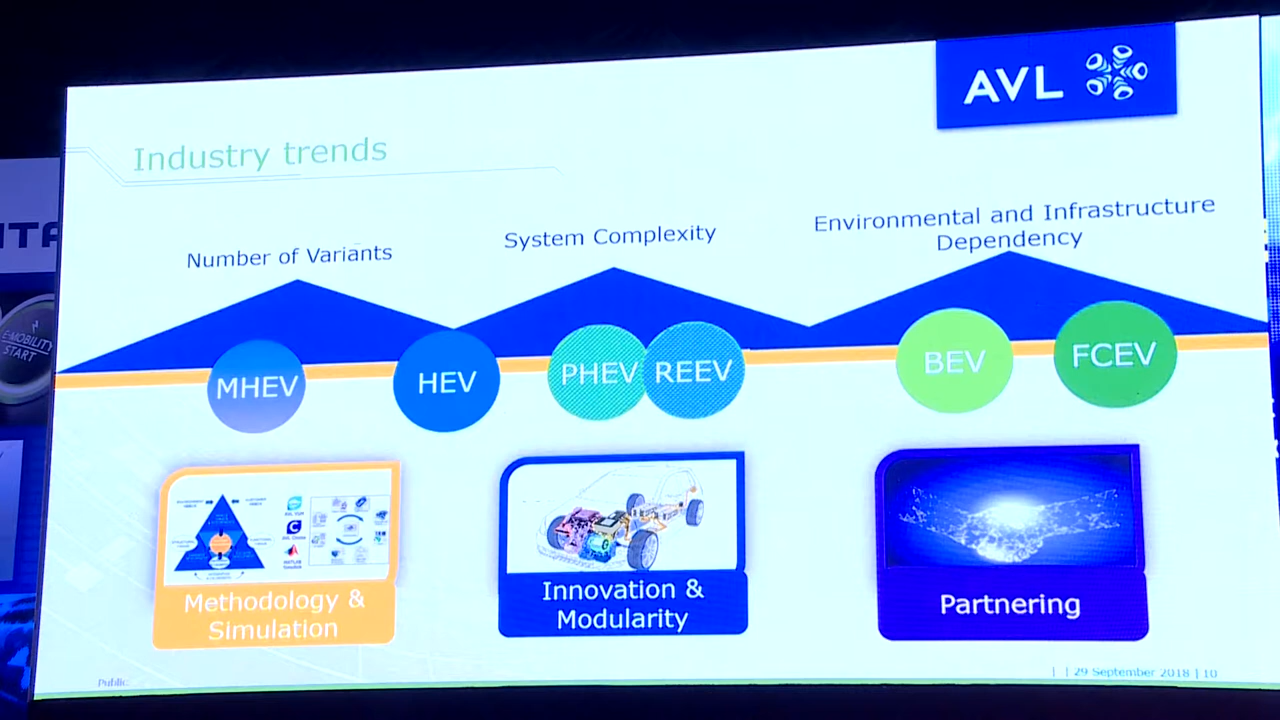 AVL
Industry trends
Number of Variants
System Complexity
Environmental and Infrastructure
Dependency
E-MOBILITY
START
MHEV
HEV
PHEV
REEV
BEV
FCEV
Methodology &
Simulation
Innovation &
Modularity
Partnering
Public
| | 29 September 2018 | 10